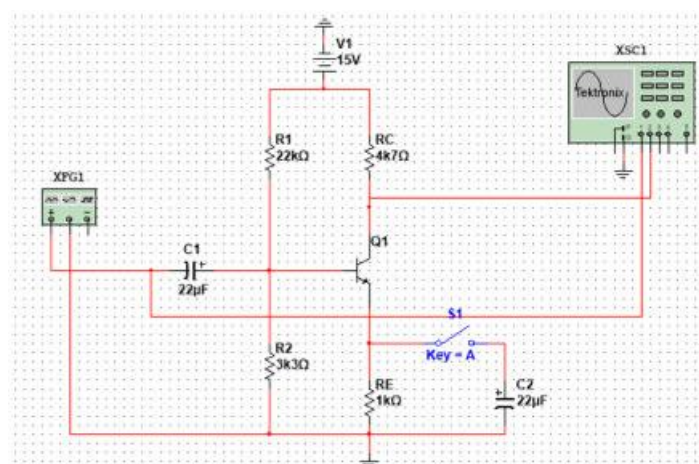 V1
15V
XSC1
Tektronix
R1
22kΩ
RC
4k7Ω
XFG1
C1
22µF
Q1
S1
Key = A
R2
3k3Ω
RE
1kΩ
C2
22µF